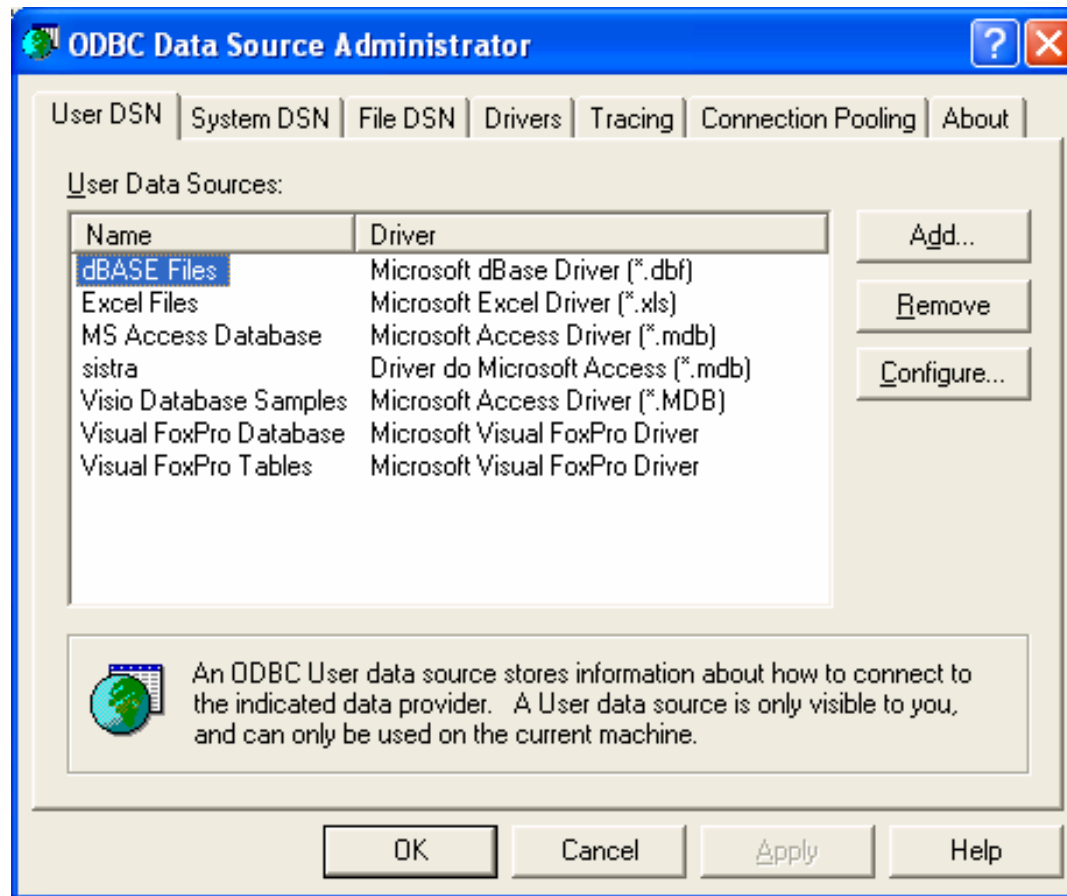 ODBC Data Source Administrator
User DSN System DSN File DSN Drivers Tracing Connection Pooling About
User Data Sources:
Name Driver
dBASE Files Microsoft dBase Driver (*.dbf)
Excel Files Microsoft Excel Driver (*.xls)
MS Access Database Microsoft Access Driver (*.mdb)
sistra Driver do Microsoft Access (*.mdb)
Visio Database Samples Microsoft Access Driver (*.MDB)
Visual FoxPro Database Microsoft Visual FoxPro Driver
Visual FoxPro Tables Microsoft Visual FoxPro Driver
Add...
Remove
Configure...
An ODBC User data source stores information about how to connect to
the indicated data provider. A User data source is only visible to you,
and can only be used on the current machine.
OK Cancel Apply Help